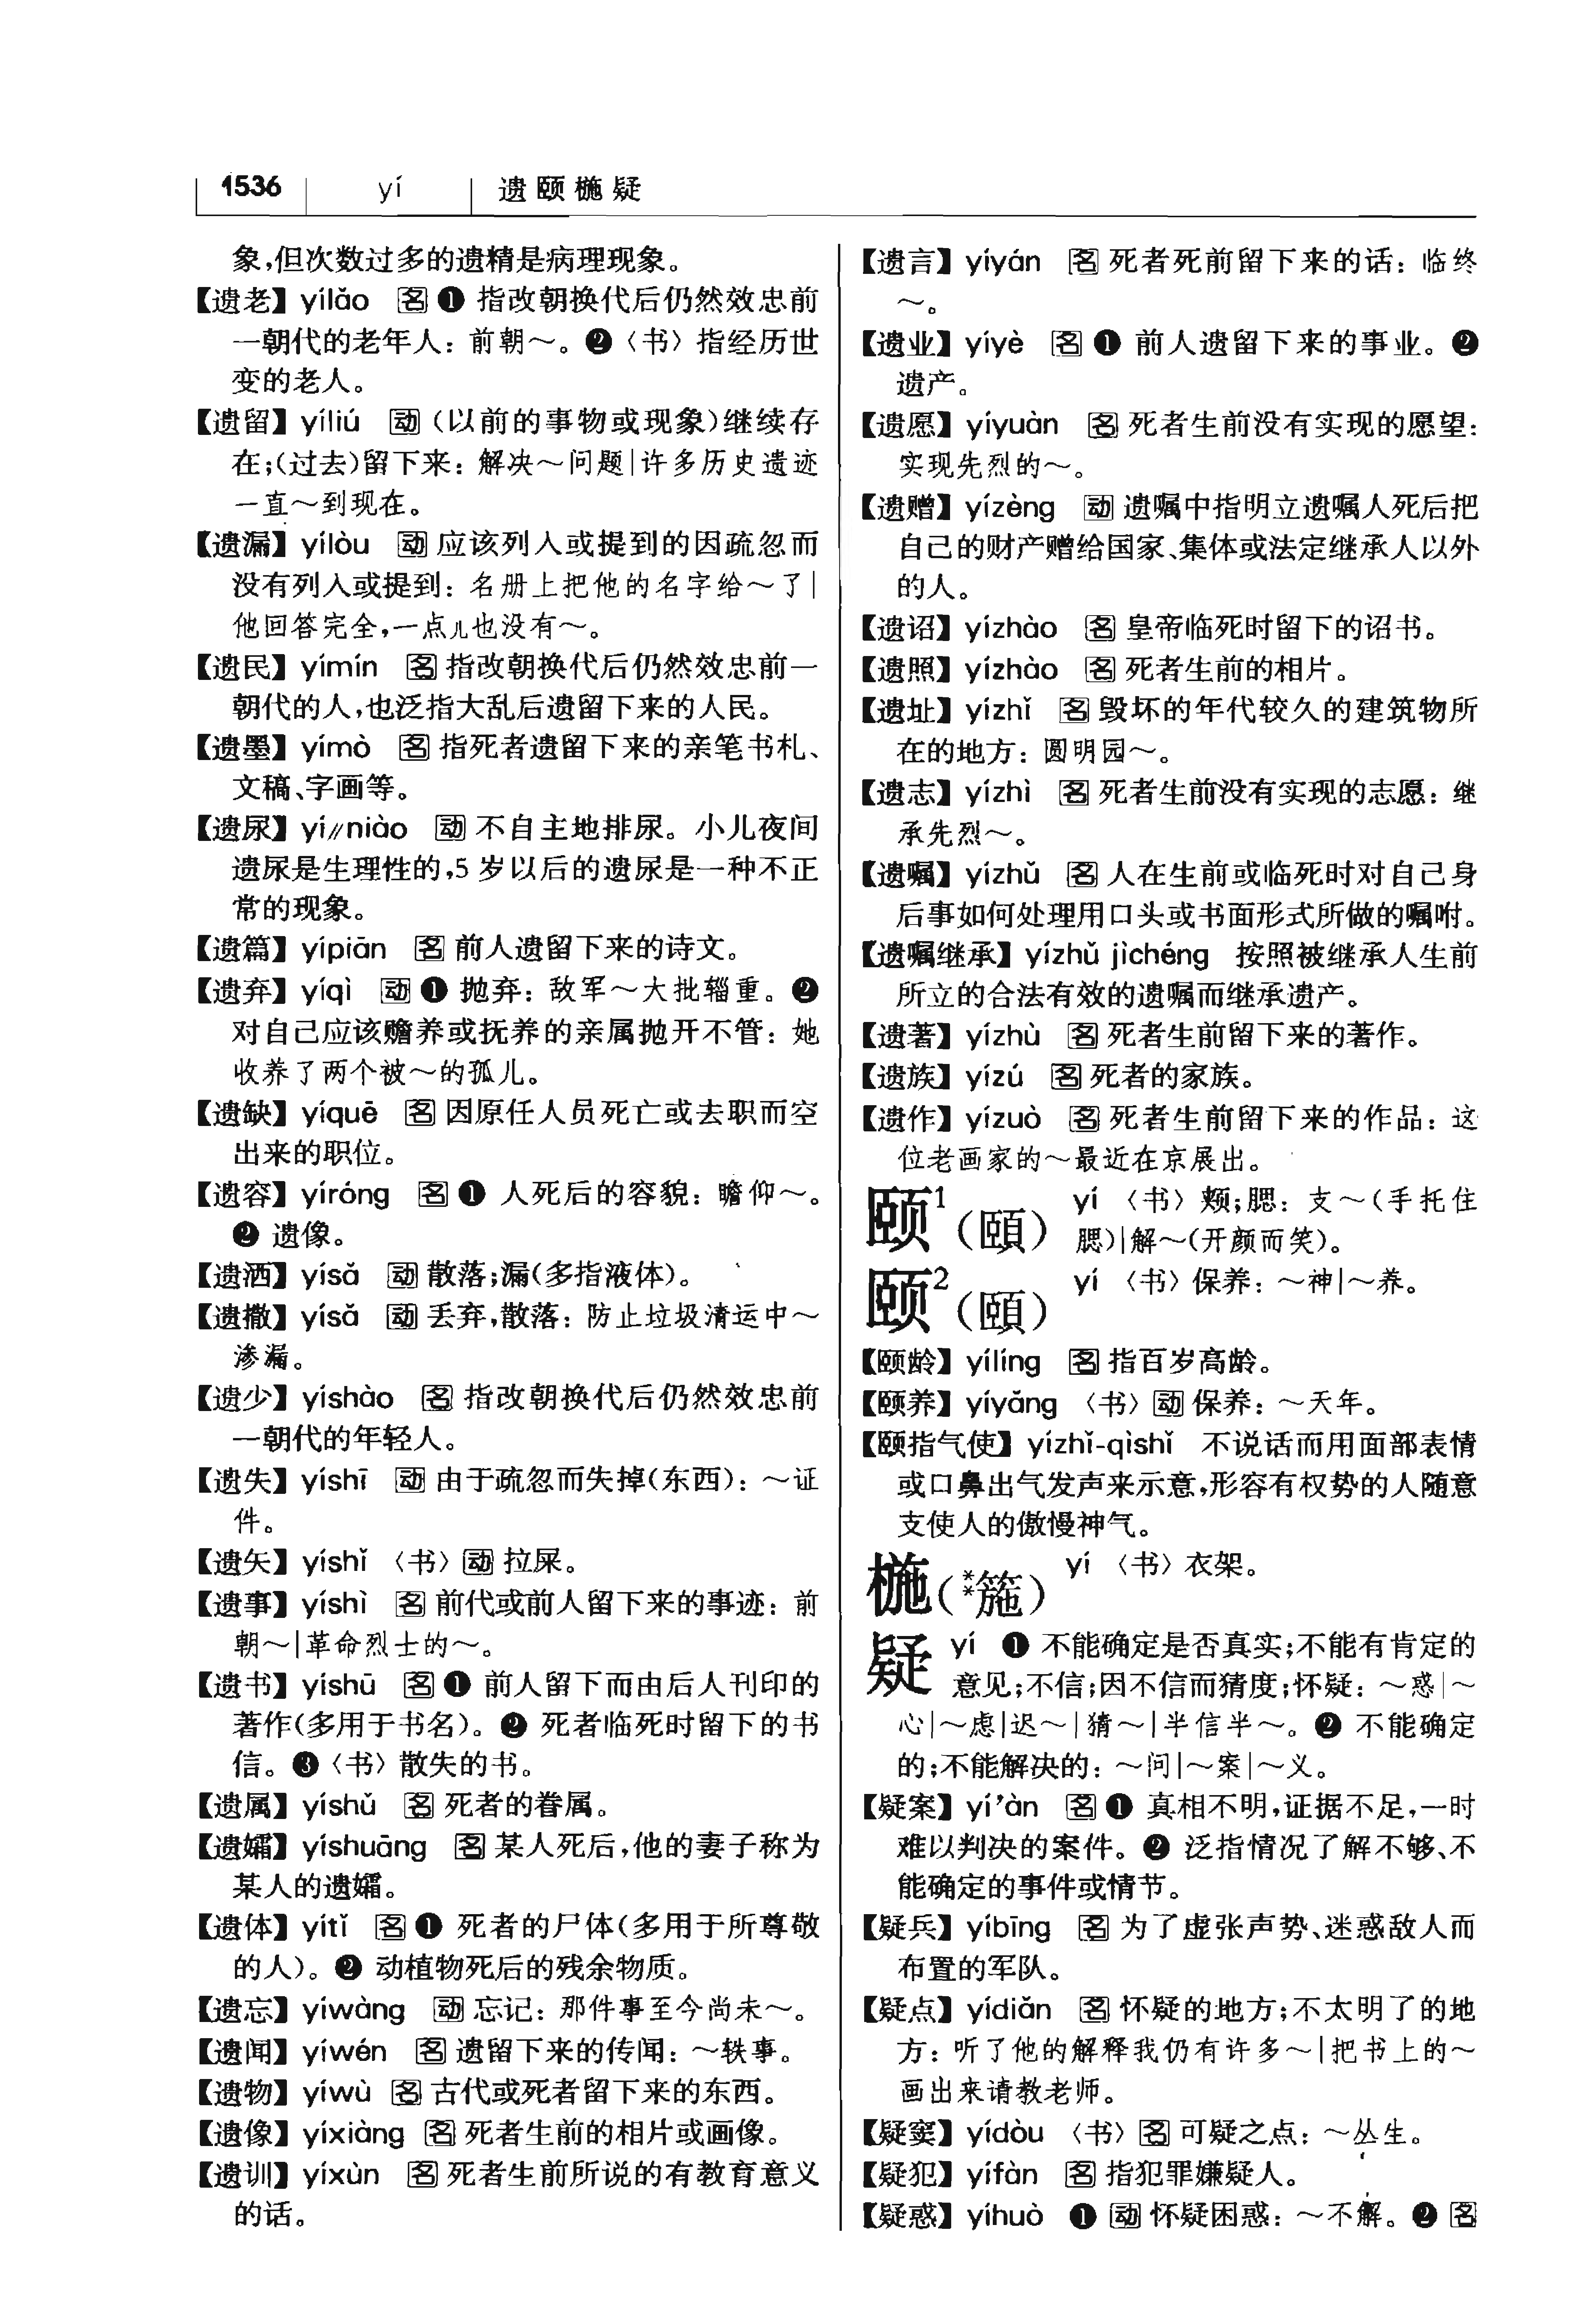 1536 yí 遗颐椸疑
象,但次数过多的遗精是病理现象。
【遗老】yílǎo 名❶ 指改朝换代后仍然效忠前
一朝代的老年人：前朝～。❷〈书〉指经历世
变的老人。
【遗留】yíliú 动（以前的事物或现象)继续存
在;(过去)留下来：解决～问题|许多历史遗迹
一直～到现在。
【遗漏】yílòu 动 应该列入或提到的因疏忽而
没有列入或提到：名册上把他的名字给～了|
他回答完全,一点儿也没有～。
【遗民】yímín 名 指改朝换代后仍然效忠前一
朝代的人,也泛指大乱后遗留下来的人民。
【遗墨】yímò 名 指死者遗留下来的亲笔书札、
文稿、字画等。
【遗尿】yí//niào 动 不自主地排尿。小儿夜间
遗尿是生理性的,5 岁以后的遗尿是一种不正
常的现象。
【遗篇】yípiān 名 前人遗留下来的诗文。
【遗弃】yíqì 动❶ 抛弃：敌军～大批辎重。❷
对自己应该赡养或抚养的亲属抛开不管：她
收养了两个被～的孤儿。
【遗缺】yíquē 名 因原任人员死亡或去职而空
出来的职位。
【遗容】yíróng 名❶ 人死后的容貌：瞻仰～。
❷ 遗像。
【遗洒】yísǎ 动 散落;漏(多指液体)。
【遗撒】yísǎ 动 丢弃,散落：防止垃圾清运中～
渗漏。
【遗少】yíshào 名 指改朝换代后仍然效忠前
一朝代的年轻人。
【遗失】yíshī 动 由于疏忽而失掉(东西)：～证
件。
【遗矢】yíshǐ〈书〉动 拉屎。
【遗事】yíshì 名 前代或前人留下来的事迹：前
朝～|革命烈士的～。
【遗书】yíshū 名❶ 前人留下而由后人刊印的
著作(多用于书名)。❷ 死者临死时留下的书
信。❸〈书〉散失的书。
【遗属】yíshǔ 名 死者的眷属。
【遗孀】yíshuāng 名 某人死后,他的妻子称为
某人的遗孀。
【遗体】yítǐ 名❶ 死者的尸体(多用于所尊敬
的人)。❷ 动植物死后的残余物质。
【遗忘】yíwàng 动 忘记：那件事至今尚未～。
【遗闻】yíwén 名 遗留下来的传闻：～轶事。
【遗物】yíwù 名 古代或死者留下来的东西。
【遗像】yíxiàng 名 死者生前的相片或画像。
【遗训】yíxùn 名 死者生前所说的有教育意义
的话。
【遗言】yíyán 名 死者死前留下来的话：临终
～。
【遗业】yíyè 名❶ 前人遗留下来的事业。❷
遗产。
【遗愿】yíyuàn 名 死者生前没有实现的愿望：
实现先烈的～。
【遗赠】yízèng 动 遗嘱中指明立遗嘱人死后把
自己的财产赠给国家、集体或法定继承人以外
的人。
【遗诏】yízhào 名 皇帝临死时留下的诏书。
【遗照】yízhào 名 死者生前的相片。
【遗址】yízhǐ 名 毁坏的年代较久的建筑物所
在的地方：圆明园～。
【遗志】yízhì 名 死者生前没有实现的志愿：继
承先烈～。
【遗嘱】yízhǔ 名 人在生前或临死时对自己身
后事如何处理用口头或书面形式所做的嘱咐。
【遗嘱继承】yízhǔ jìchéng 按照被继承人生前
所立的合法有效的遗嘱而继承遗产。
【遗著】yízhù 名 死者生前留下来的著作。
【遗族】yízú 名 死者的家族。
【遗作】yízuò 名 死者生前留下来的作品：这
位老画家的～最近在京展出。
颐¹（頤） yí〈书〉颊;腮：支～(手托住
腮)|解～(开颜而笑)。
颐²（頤） yí〈书〉保养：～神|～养。
【颐龄】yílíng 名 指百岁高龄。
【颐养】yíyǎng〈书〉动 保养：～天年。
【颐指气使】yízhǐ-qìshǐ 不说话而用面部表情
或口鼻出气发声来示意,形容有权势的人随意
支使人的傲慢神气。
椸（**箷） yí〈书〉衣架。
疑 yí ❶ 不能确定是否真实;不能有肯定的
意见;不信;因不信而猜度;怀疑：～惑|～
心|～虑|迟～|猜～|半信半～。❷ 不能确定
的;不能解决的：～问|～案|～义。
【疑案】yí'àn 名❶ 真相不明,证据不足,一时
难以判决的案件。❷ 泛指情况了解不够、不
能确定的事件或情节。
【疑兵】yíbīng 名 为了虚张声势、迷惑敌人而
布置的军队。
【疑点】yídiǎn 名 怀疑的地方;不太明了的地
方：听了他的解释我仍有许多～|把书上的～
画出来请教老师。
【疑窦】yídòu〈书〉名 可疑之点：～丛生。
【疑犯】yífàn 名 指犯罪嫌疑人。
【疑惑】yíhuò ❶动 怀疑困惑：～不解。❷名